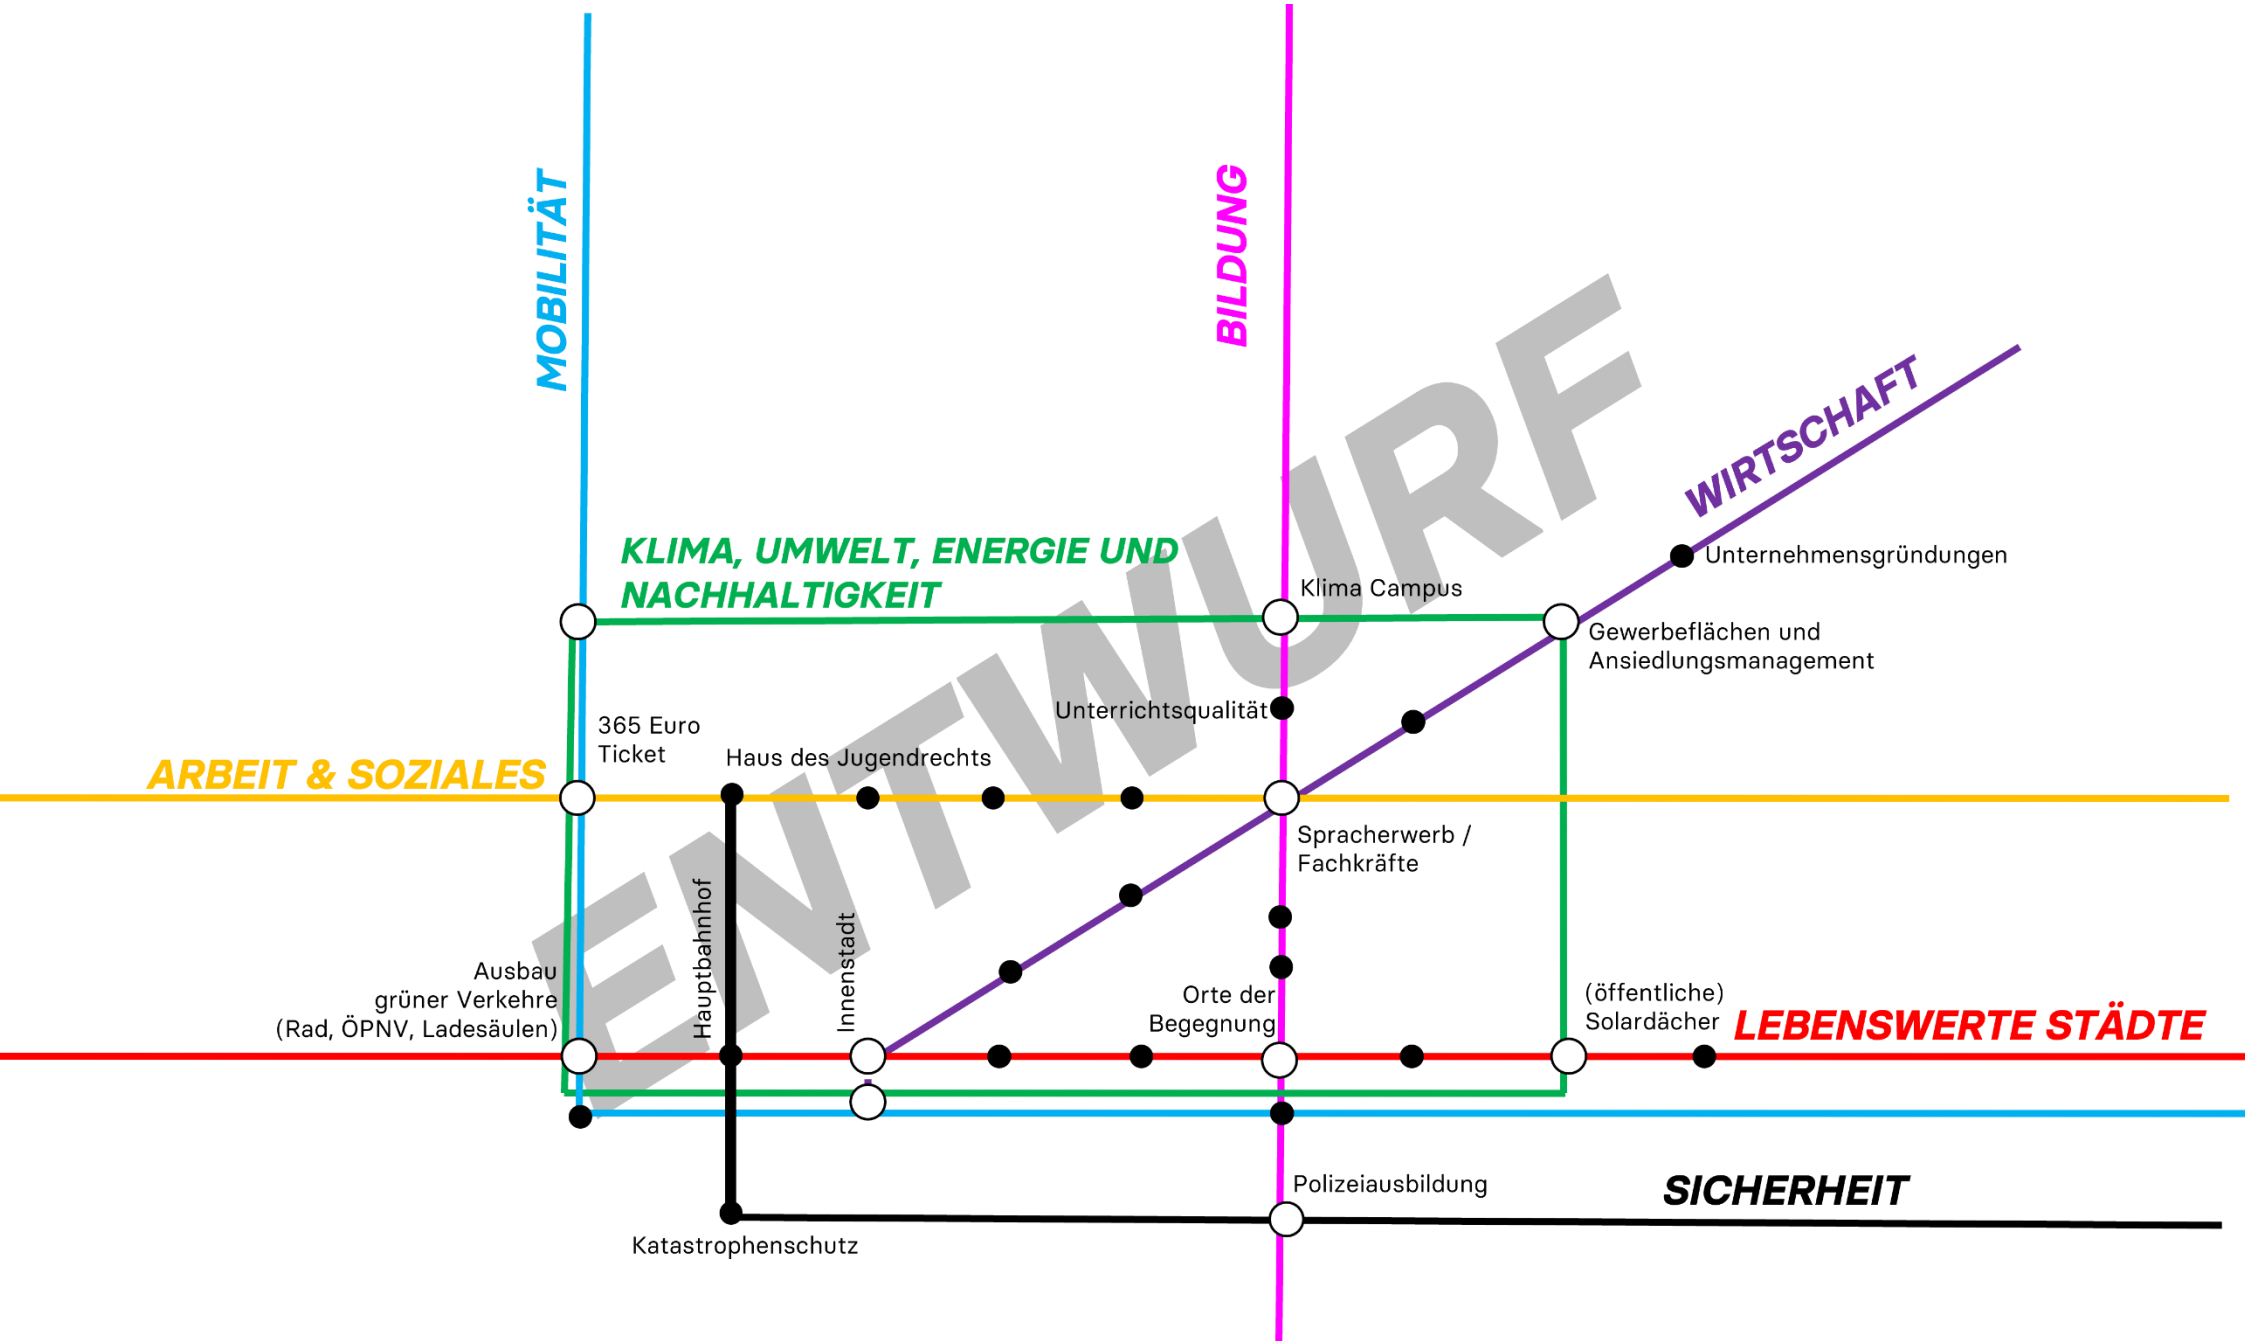 MOBILITÄT
BILDUNG
WIRTSCHAFT
ENTWURF
KLIMA, UMWELT, ENERGIE UND
NACHHALTIGKEIT
Klima Campus
Unternehmensgründungen
Gewerbeflächen und
Ansiedlungsmanagement
Unterrichtsqualität
365 Euro
Ticket
Haus des Jugendrechts
ARBEIT & SOZIALES
Spracherwerb /
Fachkräfte
Hauptbahnhof
Innenstadt
Ausbau
grüner Verkehre
(Rad, ÖPNV, Ladesäulen)
Orte der
Begegnung
(öffentliche)
Solardächer
LEBENSWERTE STÄDTE
Polizeiausbildung
SICHERHEIT
Katastrophenschutz